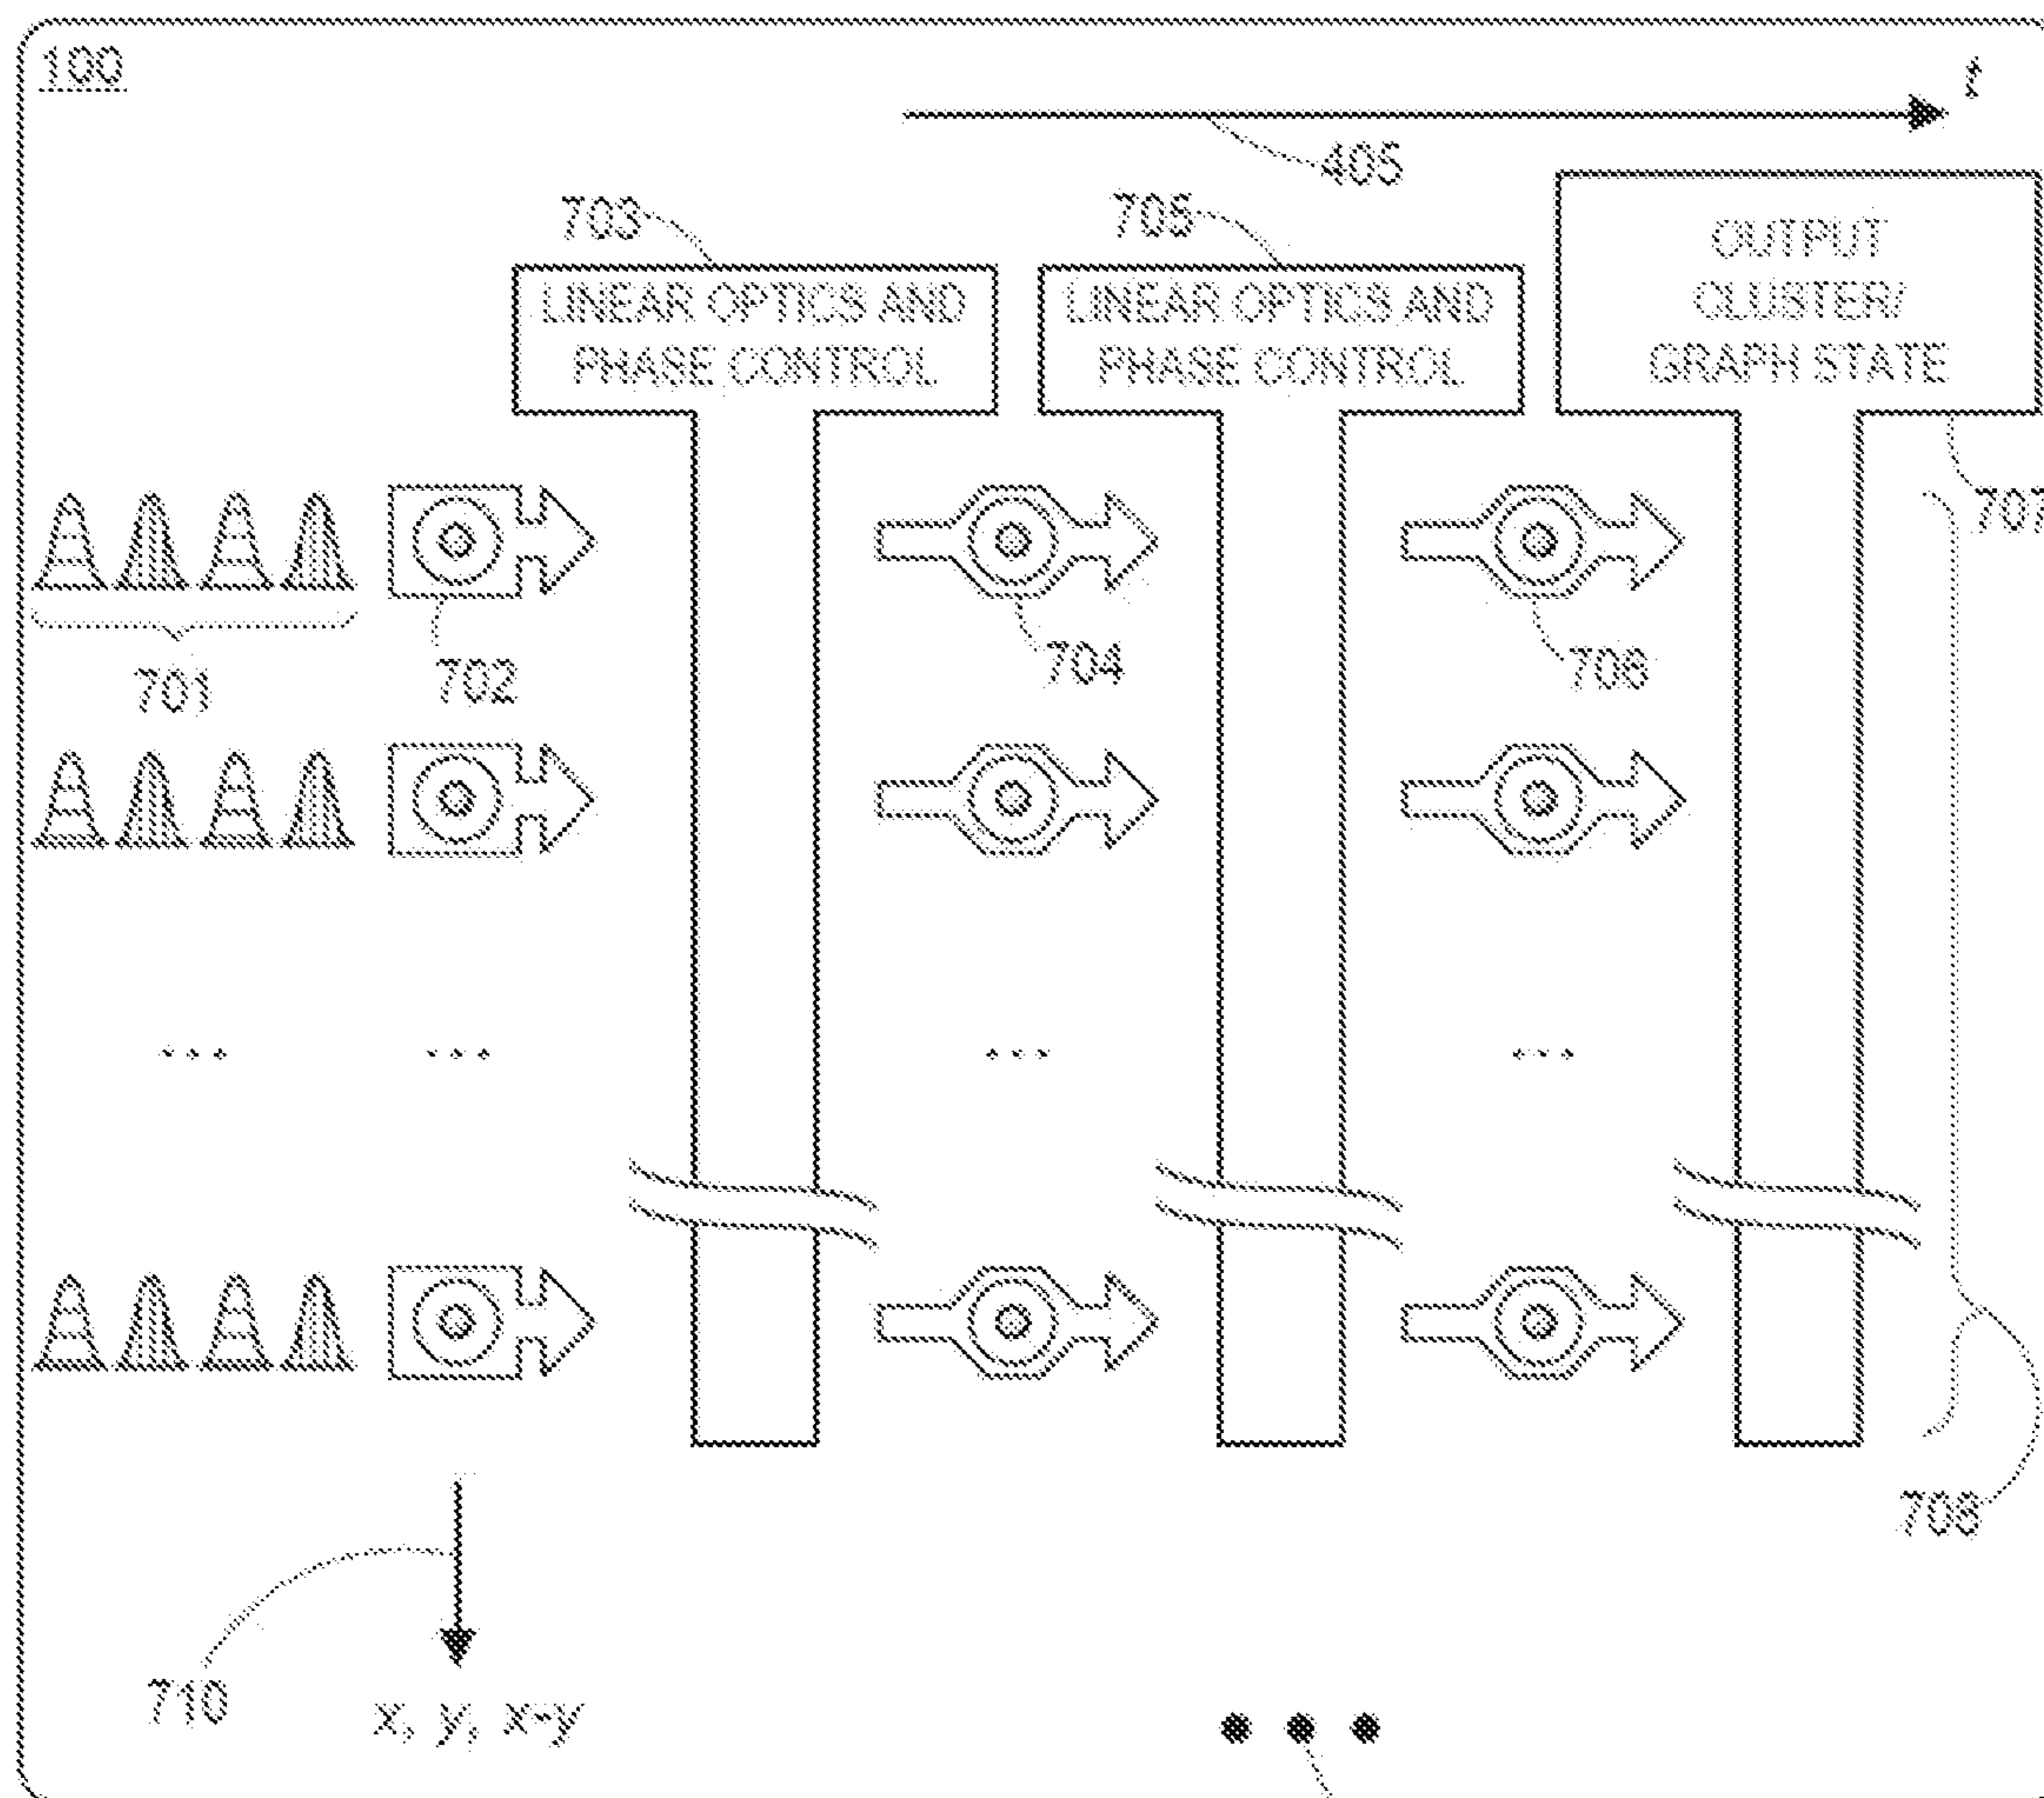 100
t
405
703
705
LINEAR OPTICS AND
PHASE CONTROL
LINEAR OPTICS AND
PHASE CONTROL
OUTPUT
CLUSTER/
GRAPH STATE
707
701
702
704
706
708
710
x, y, x-y